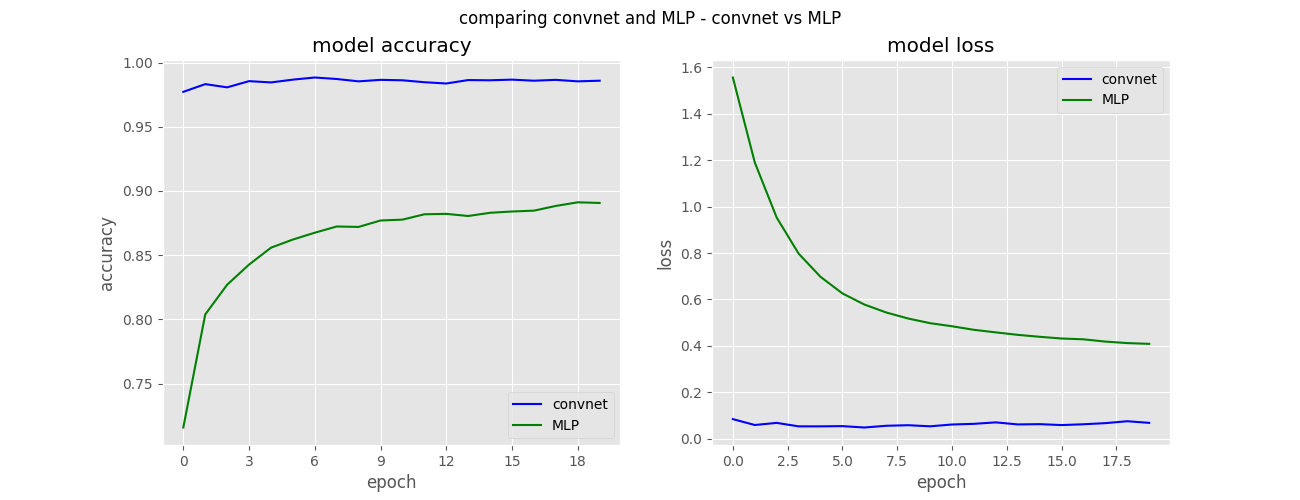 comparing convnet and MLP - convnet vs MLP
model accuracy
1.00
0.95
0.90
0.85
0.80
0.75
accuracy
0
3
6
9
12
15
18
epoch
convnet
MLP
model loss
1.6
1.4
1.2
1.0
0.8
0.6
0.4
0.2
0.0
loss
0.0
2.5
5.0
7.5
10.0
12.5
15.0
17.5
epoch
convnet
MLP